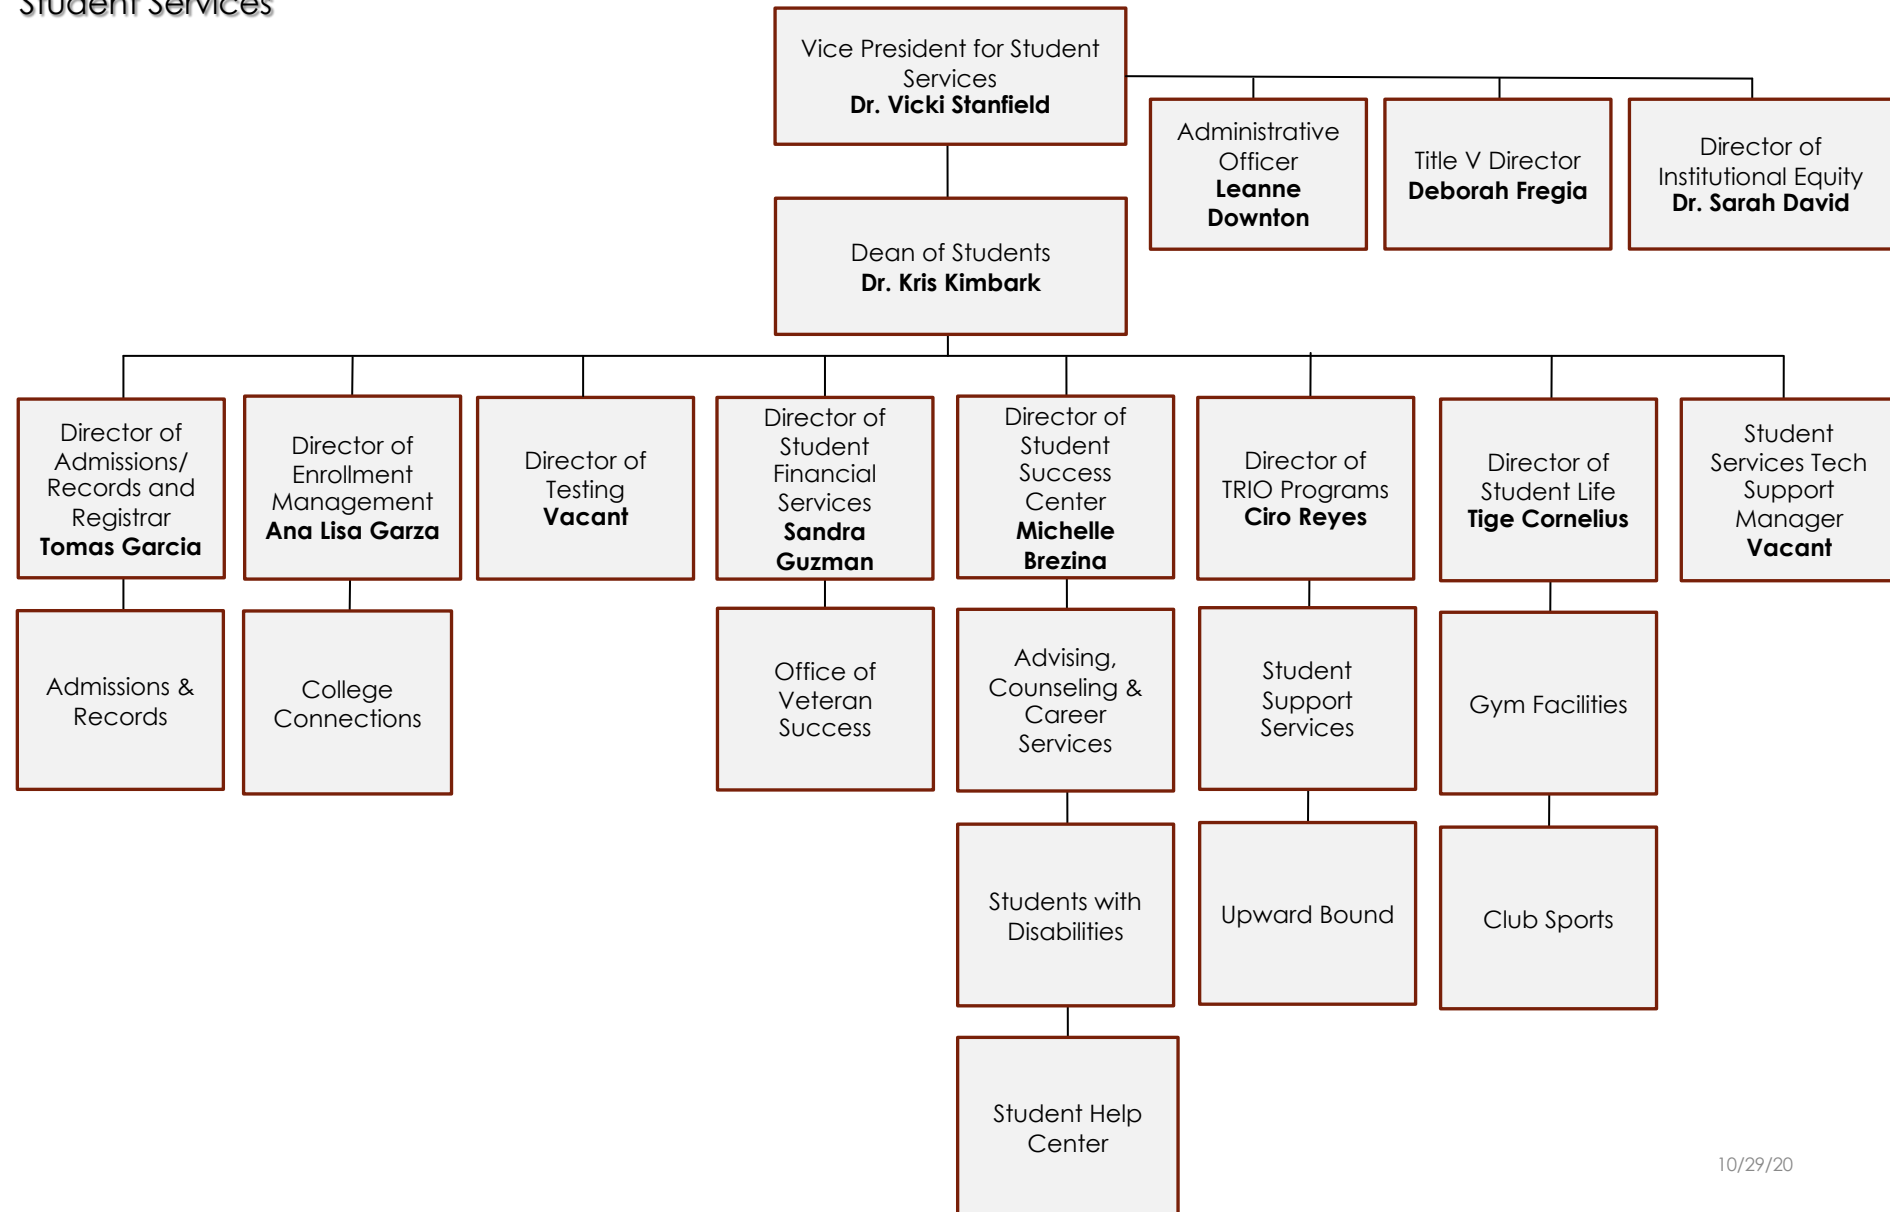 Student Services
Vice President for Student
Services
Dr. Vicki Stanfield
Administrative
Officer
Leanne
Downton
Title V Director
Deborah Fregia
Director of
Institutional Equity
Dr. Sarah David
Dean of Students
Dr. Kris Kimbark
Director of
Admissions/
Records and
Registrar
Tomas Garcia
Director of
Enrollment
Management
Ana Lisa Garza
Director of
Testing
Vacant
Director of
Student
Financial
Services
Sandra
Guzman
Director of
Student
Success
Center
Michelle
Brezina
Director of
TRIO Programs
Ciro Reyes
Director of
Student Life
Tige Cornelius
Student
Services Tech
Support
Manager
Vacant
Admissions &
Records
College
Connections
Office of
Veteran
Success
Advising,
Counseling &
Career
Services
Student
Support
Services
Gym Facilities
Students with
Disabilities
Upward Bound
Club Sports
Student Help
Center
10/29/20